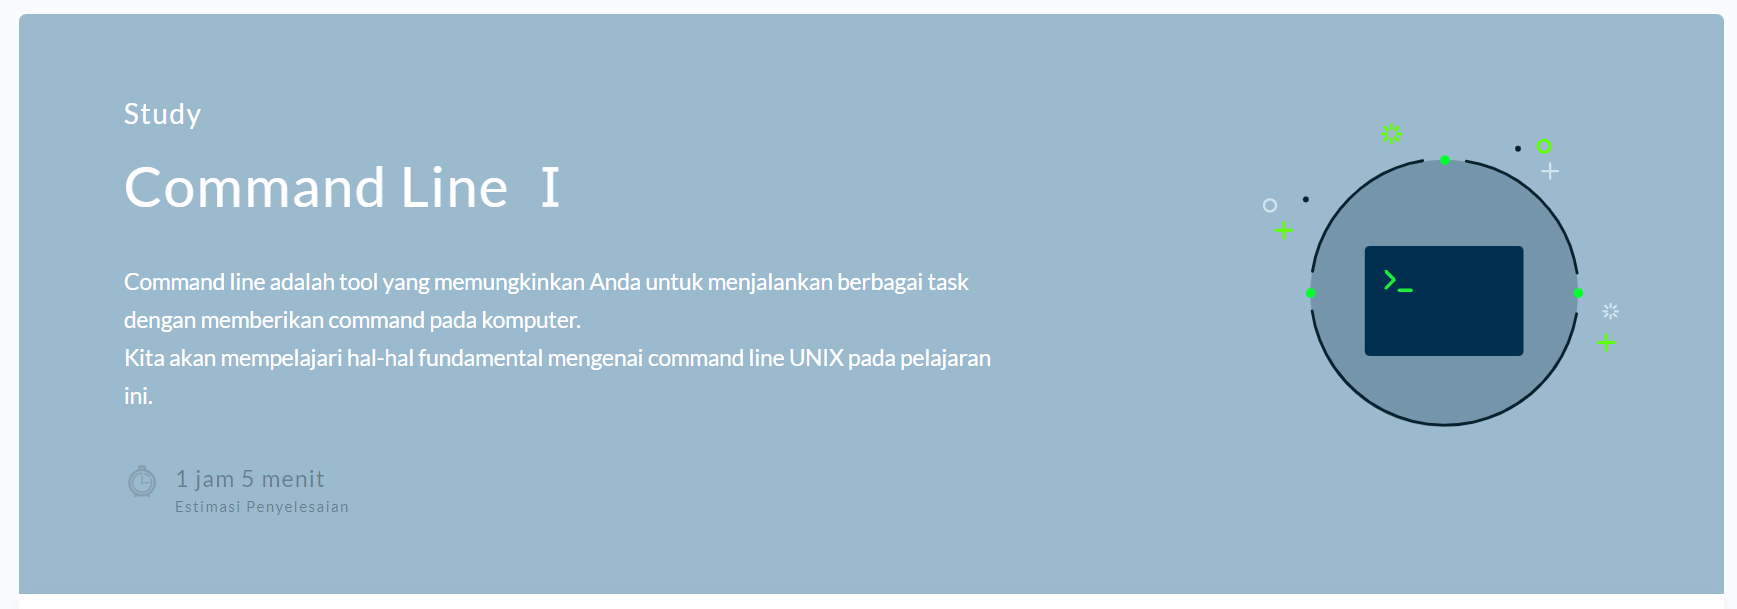 Study
Command Line I
Command line adalah tool yang memungkinkan Anda untuk menjalankan berbagai task
dengan memberikan command pada komputer.
Kita akan mempelajari hal-hal fundamental mengenai command line UNIX pada pelajaran
ini.
1 jam 5 menit
Estimasi Penyelesaian